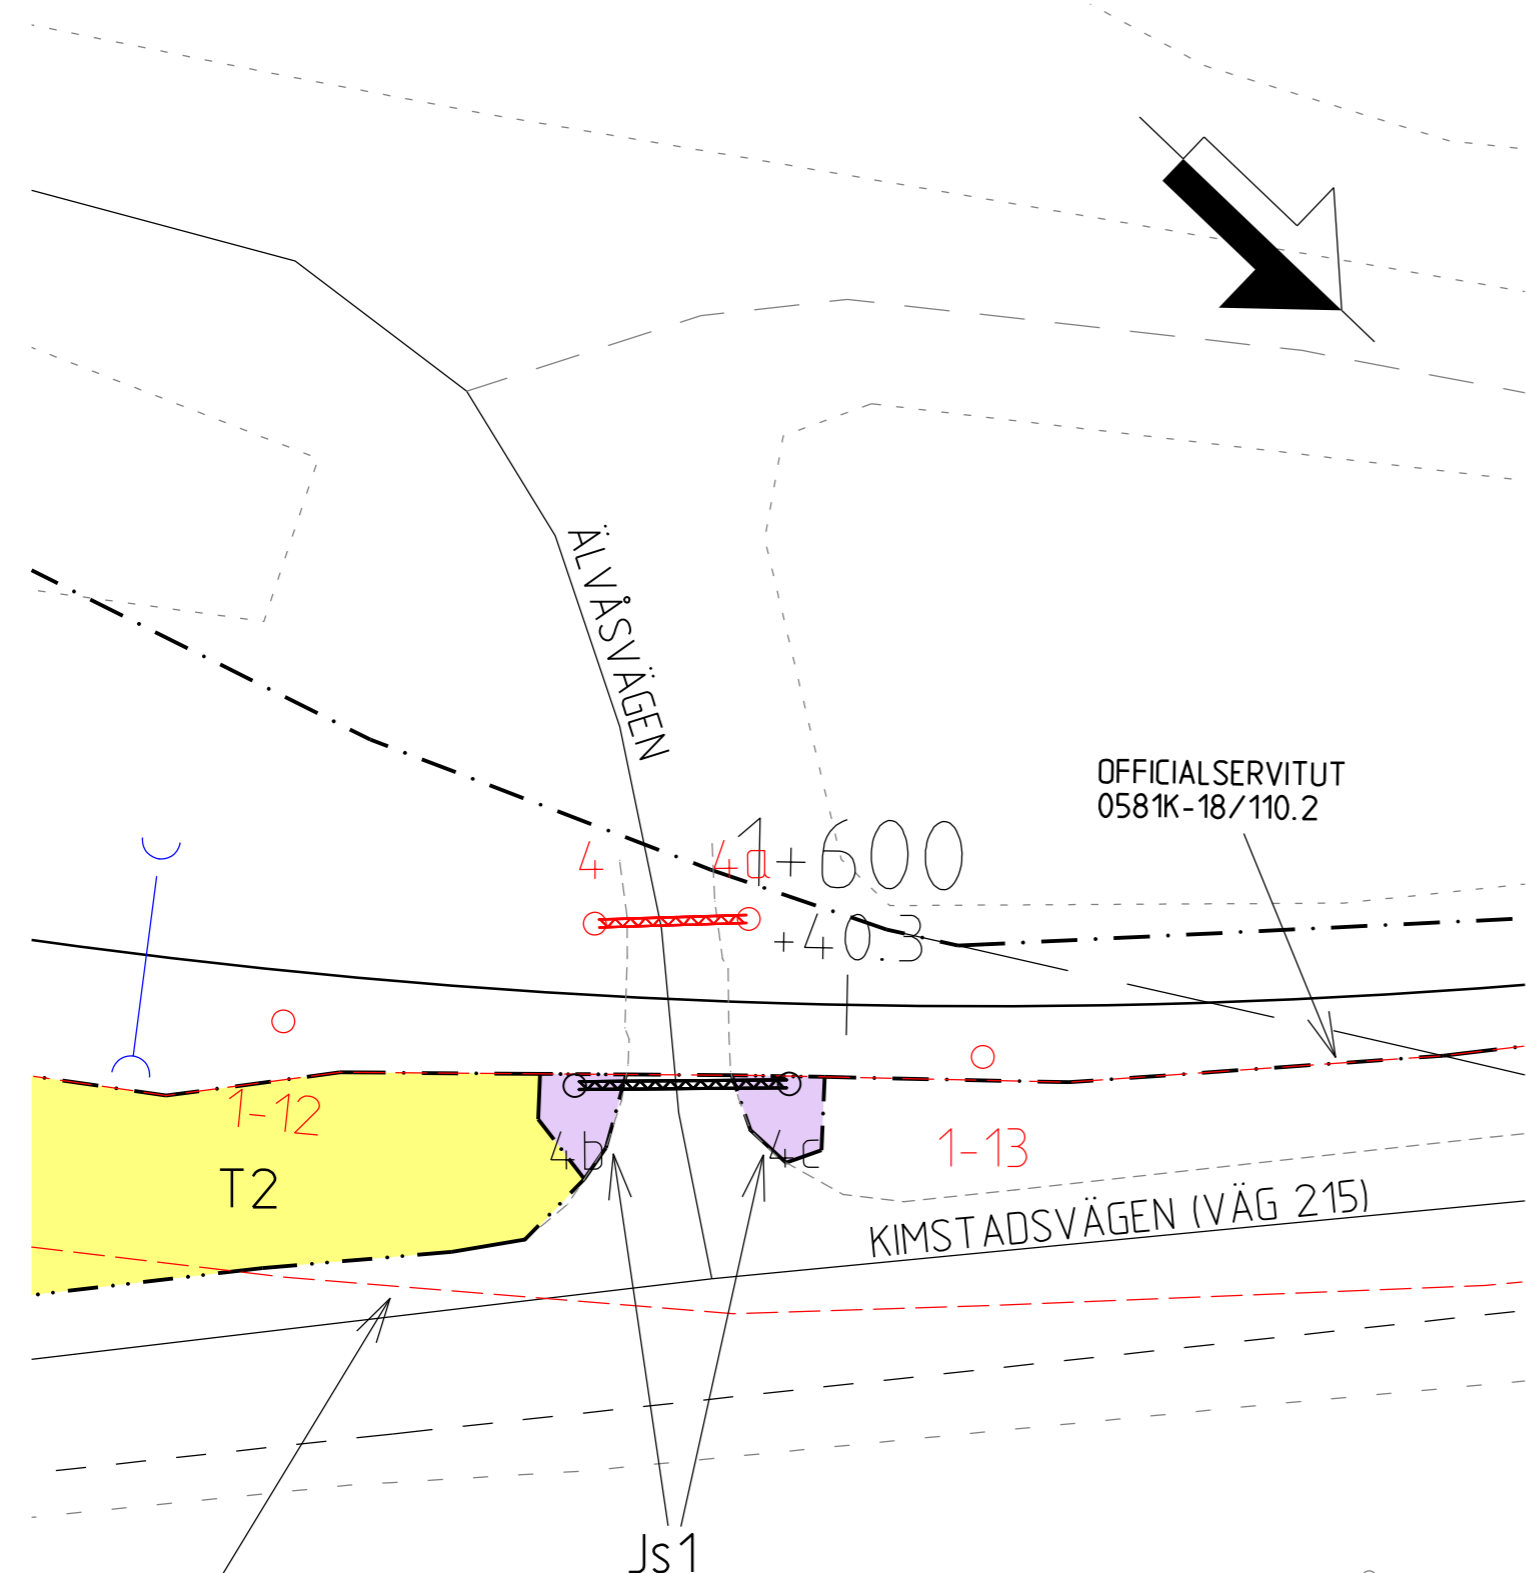 ÄLVÅSVÄGEN
OFFICIALSERVITUT
0581K-18/110.2
4
4a
1+600
+40.3
1-12
4b
4c
1-13
T2
KIMSTADSVÄGEN (VÄG 215)
Js1